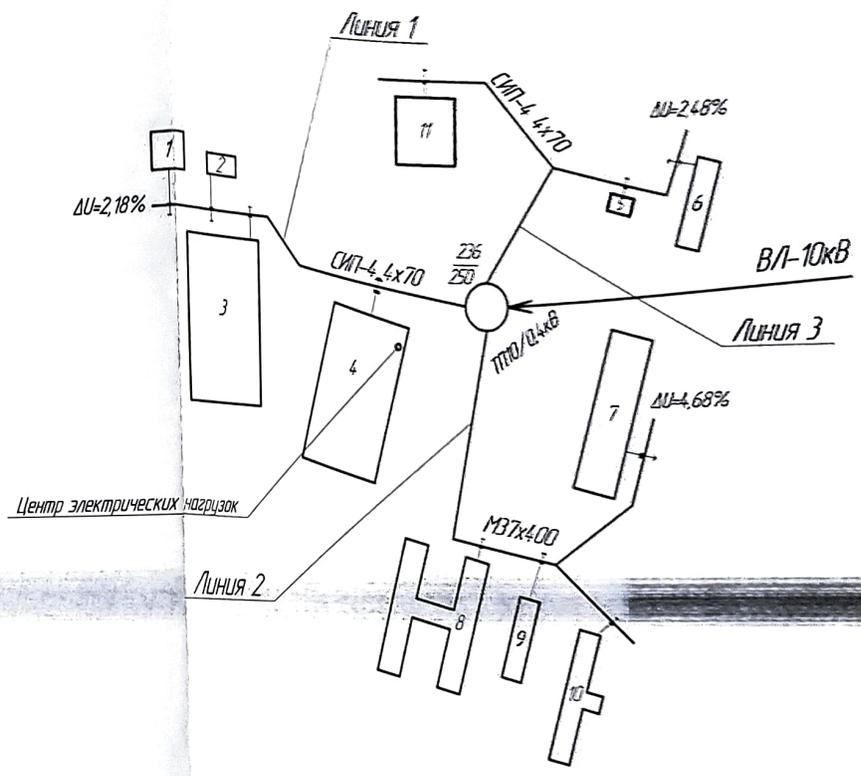 Линия 1
СИП-4 4х70
ΔU=2,48%
11
1
2
5
6
ΔU=2,18%
СИП-4 4х70
236
250
ВЛ-10кВ
3
ТП10/0,4кВ
Линия 3
4
7
ΔU=4,68%
Центр электрических нагрузок
М37х400
Линия 2
8
9
10